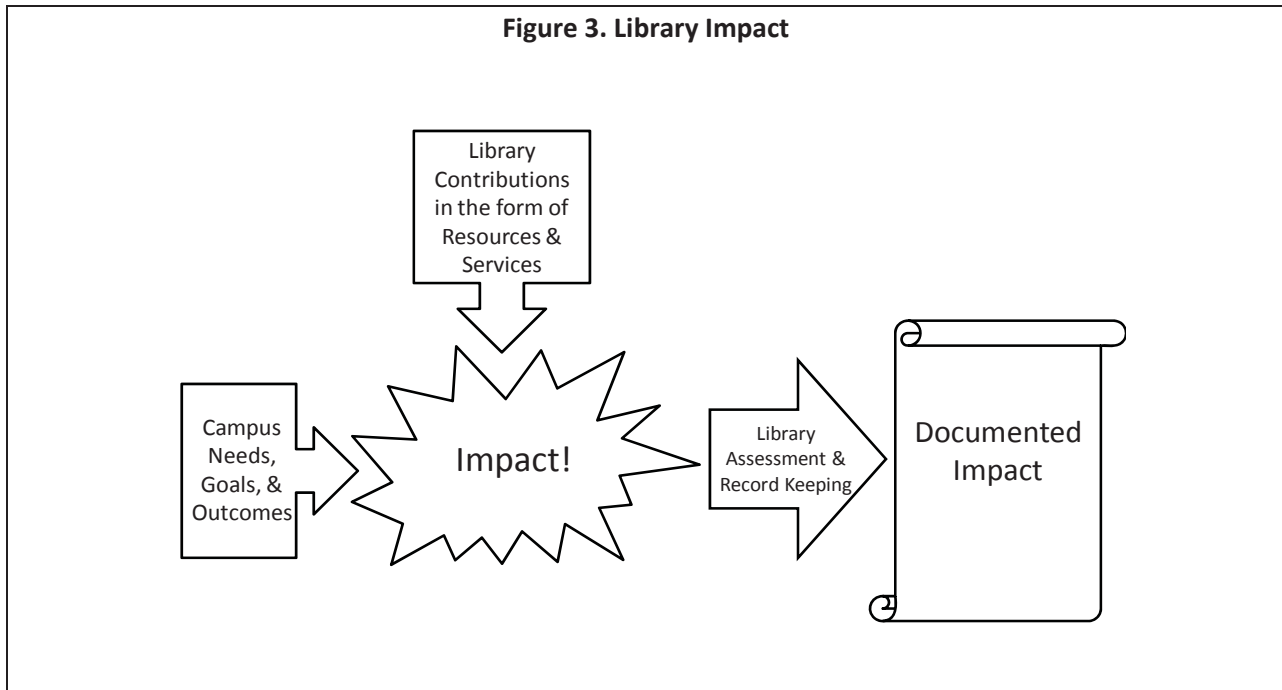 Figure 3. Library Impact
Library
Contributions
in the form of
Resources &
Services
Campus
Needs,
Goals, &
Outcomes
Impact!
Library
Assessment &
Record Keeping
Documented
Impact